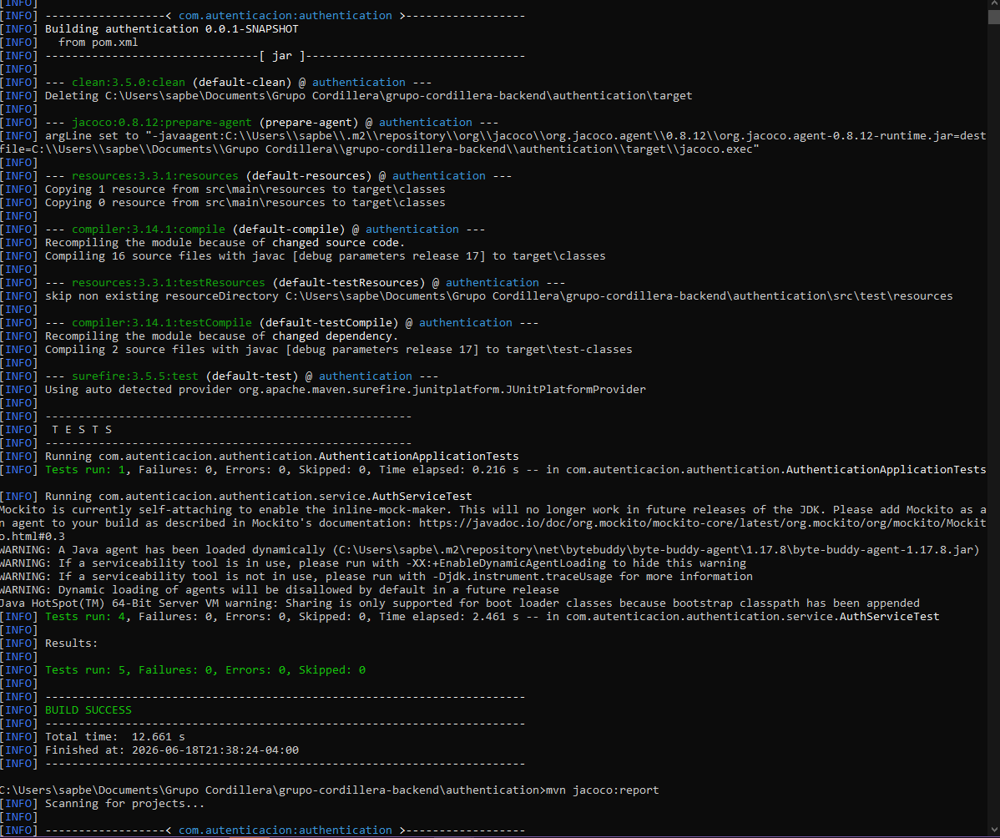 [INFO]
[INFO] ------------------< com.autenticacion:authentication >------------------
[INFO] Building authentication 0.0.1-SNAPSHOT
[INFO]   from pom.xml
[INFO] --------------------------------[ jar ]---------------------------------
[INFO]
[INFO] --- clean:3.5.0:clean (default-clean) @ authentication ---
[INFO] Deleting C:\Users\sapbe\Documents\Grupo Cordillera\grupo-cordillera-backend\authentication\target
[INFO]
[INFO] --- jacoco:0.8.12:prepare-agent (prepare-agent) @ authentication ---
[INFO] argLine set to "-javaagent:C:\\Users\\sapbe\\.m2\\repository\\org\\jacoco\\org.jacoco.agent\\0.8.12\\org.jacoco.agent-0.8.12-runtime.jar=dest
file=C:\\Users\\sapbe\\Documents\\Grupo Cordillera\\grupo-cordillera-backend\\authentication\\target\\jacoco.exec"
[INFO]
[INFO] --- resources:3.3.1:resources (default-resources) @ authentication ---
[INFO] Copying 1 resource from src\main\resources to target\classes
[INFO] Copying 0 resource from src\main\resources to target\classes
[INFO]
[INFO] --- compiler:3.14.1:compile (default-compile) @ authentication ---
[INFO] Recompiling the module because of changed source code.
[INFO] Compiling 16 source files with javac [debug parameters release 17] to target\classes
[INFO]
[INFO] --- resources:3.3.1:testResources (default-testResources) @ authentication ---
[INFO] skip non existing resourceDirectory C:\Users\sapbe\Documents\Grupo Cordillera\grupo-cordillera-backend\authentication\src\test\resources
[INFO]
[INFO] --- compiler:3.14.1:testCompile (default-testCompile) @ authentication ---
[INFO] Recompiling the module because of changed dependency.
[INFO] Compiling 2 source files with javac [debug parameters release 17] to target\test-classes
[INFO]
[INFO] --- surefire:3.5.5:test (default-test) @ authentication ---
[INFO] Using auto detected provider org.apache.maven.surefire.junitplatform.JUnitPlatformProvider
[INFO]
[INFO] -------------------------------------------------------
[INFO]  T E S T S
[INFO] -------------------------------------------------------
[INFO] Running com.autenticacion.authentication.AuthenticationApplicationTests
[INFO] Tests run: 1, Failures: 0, Errors: 0, Skipped: 0, Time elapsed: 0.216 s -- in com.autenticacion.authentication.AuthenticationApplicationTests
[INFO] Running com.autenticacion.authentication.service.AuthServiceTest
Mockito is currently self-attaching to enable the inline-mock-maker. This will no longer work in future releases of the JDK. Please add Mockito as a
n agent to your build as described in Mockito's documentation: https://javadoc.io/doc/org.mockito/mockito-core/latest/org.mockito/org/mockito/Mockit
o.html#0.3
WARNING: A Java agent has been loaded dynamically (C:\Users\sapbe\.m2\repository\net\bytebuddy\byte-buddy-agent\1.17.8\byte-buddy-agent-1.17.8.jar)
WARNING: If a serviceability tool is in use, please run with -XX:+EnableDynamicAgentLoading to hide this warning
WARNING: If a serviceability tool is not in use, please run with -Djdk.instrument.traceUsage for more information
WARNING: Dynamic loading of agents will be disallowed by default in a future release
Java HotSpot(TM) 64-Bit Server VM warning: Sharing is only supported for boot loader classes because bootstrap classpath has been appended
[INFO] Tests run: 4, Failures: 0, Errors: 0, Skipped: 0, Time elapsed: 2.461 s -- in com.autenticacion.authentication.service.AuthServiceTest
[INFO]
[INFO] Results:
[INFO]
[INFO] Tests run: 5, Failures: 0, Errors: 0, Skipped: 0
[INFO]
[INFO] ------------------------------------------------------------------------
[INFO] BUILD SUCCESS
[INFO] ------------------------------------------------------------------------
[INFO] Total time:  12.661 s
[INFO] Finished at: 2026-06-18T21:38:24-04:00
[INFO] ------------------------------------------------------------------------
C:\Users\sapbe\Documents\Grupo Cordillera\grupo-cordillera-backend\authentication>mvn jacoco:report
[INFO] Scanning for projects...
[INFO]
[INFO] ------------------< com.autenticacion:authentication >------------------